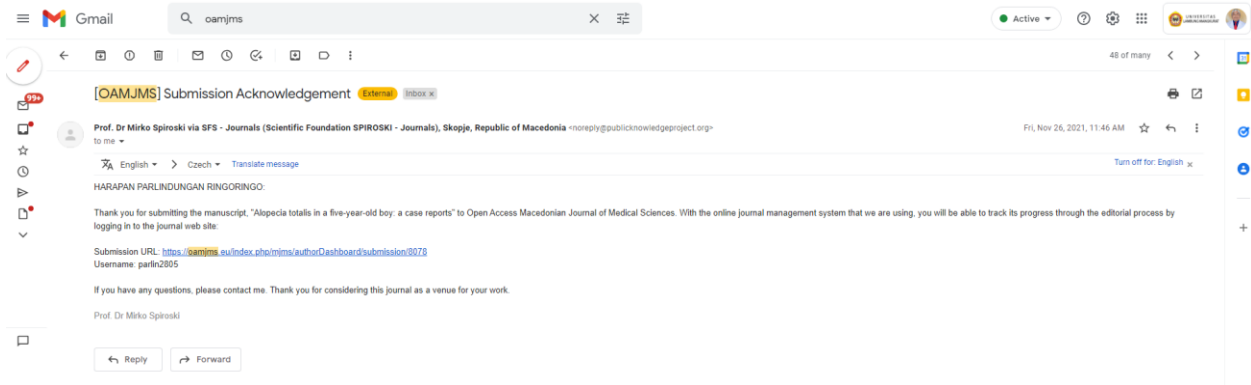 Gmail
oamjms
Active
UNIVERSITAS
48 of many
99+
[OAMJMS] Submission Acknowledgement External Inbox x
Prof. Dr Mirko Spiroski via SFS - Journals (Scientific Foundation SPIROSKI - Journals), Skopje, Republic of Macedonia <noreply@publicknowledgeproject.org>
Fri, Nov 26, 2021, 11:46 AM
to me
English > Czech Translate message
Turn off for: English x
HARAPAN PARLINDUNGAN RINGORINGO:
Thank you for submitting the manuscript, "Alopecia totalis in a five-year-old boy: a case reports" to Open Access Macedonian Journal of Medical Sciences. With the online journal management system that we are using, you will be able to track its progress through the editorial process by
logging in to the journal web site:
Submission URL: https://oamjms.eu/index.php/mjms/authorDashboard/submission/8078
Username: parlin2805
If you have any questions, please contact me. Thank you for considering this journal as a venue for your work.
Prof. Dr Mirko Spiroski
Reply
Forward